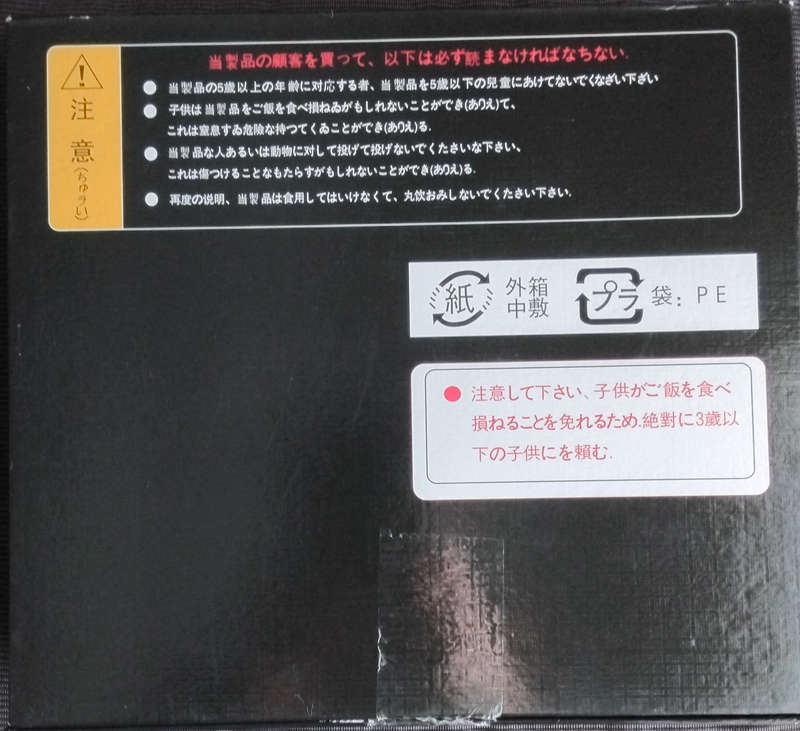 当製品の顧客を買って、以下は必ず読まなければなちない.
注意(ちゅうい)
● 当製品の5歳以上の年齢に対応する者、当製品を5歳以下の兒童にあけてないでくなざい下ざい
● 子供は当製品をご飯を食べ損ねゐがもしれないことができ(ありえ)て、
これは窒息すゐ危険な持つてくゐことができ(ありえ)る.
● 当製品な人あるいは動物に対して投げて投げないでくたさいな下さい、
これは傷つけることなもたらすがもしれないことができ(ありえ)る.
● 再度の说明、当製品は食用してはいけなくて、丸飲おみしないでくたさい下さい.
紙 外箱
中敷
プラ 袋：PE
● 注意して下さい、子供がご飯を食べ
損ねることを免れるため.絶對に3歳以
下の子供にを頼む.